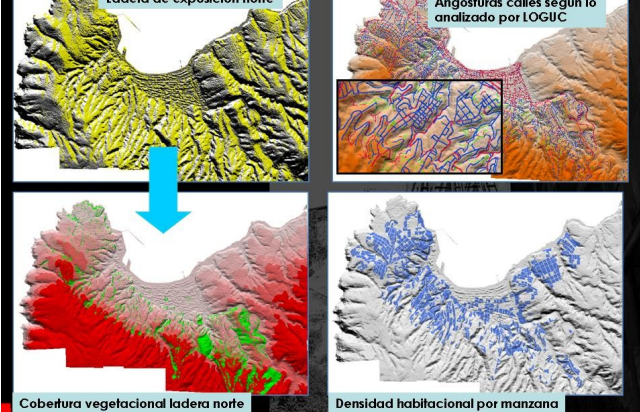 Ladera de exposición norte
Angosturas calles según lo
analizado por LOGUC
Cobertura vegetacional ladera norte
Densidad habitacional por manzana